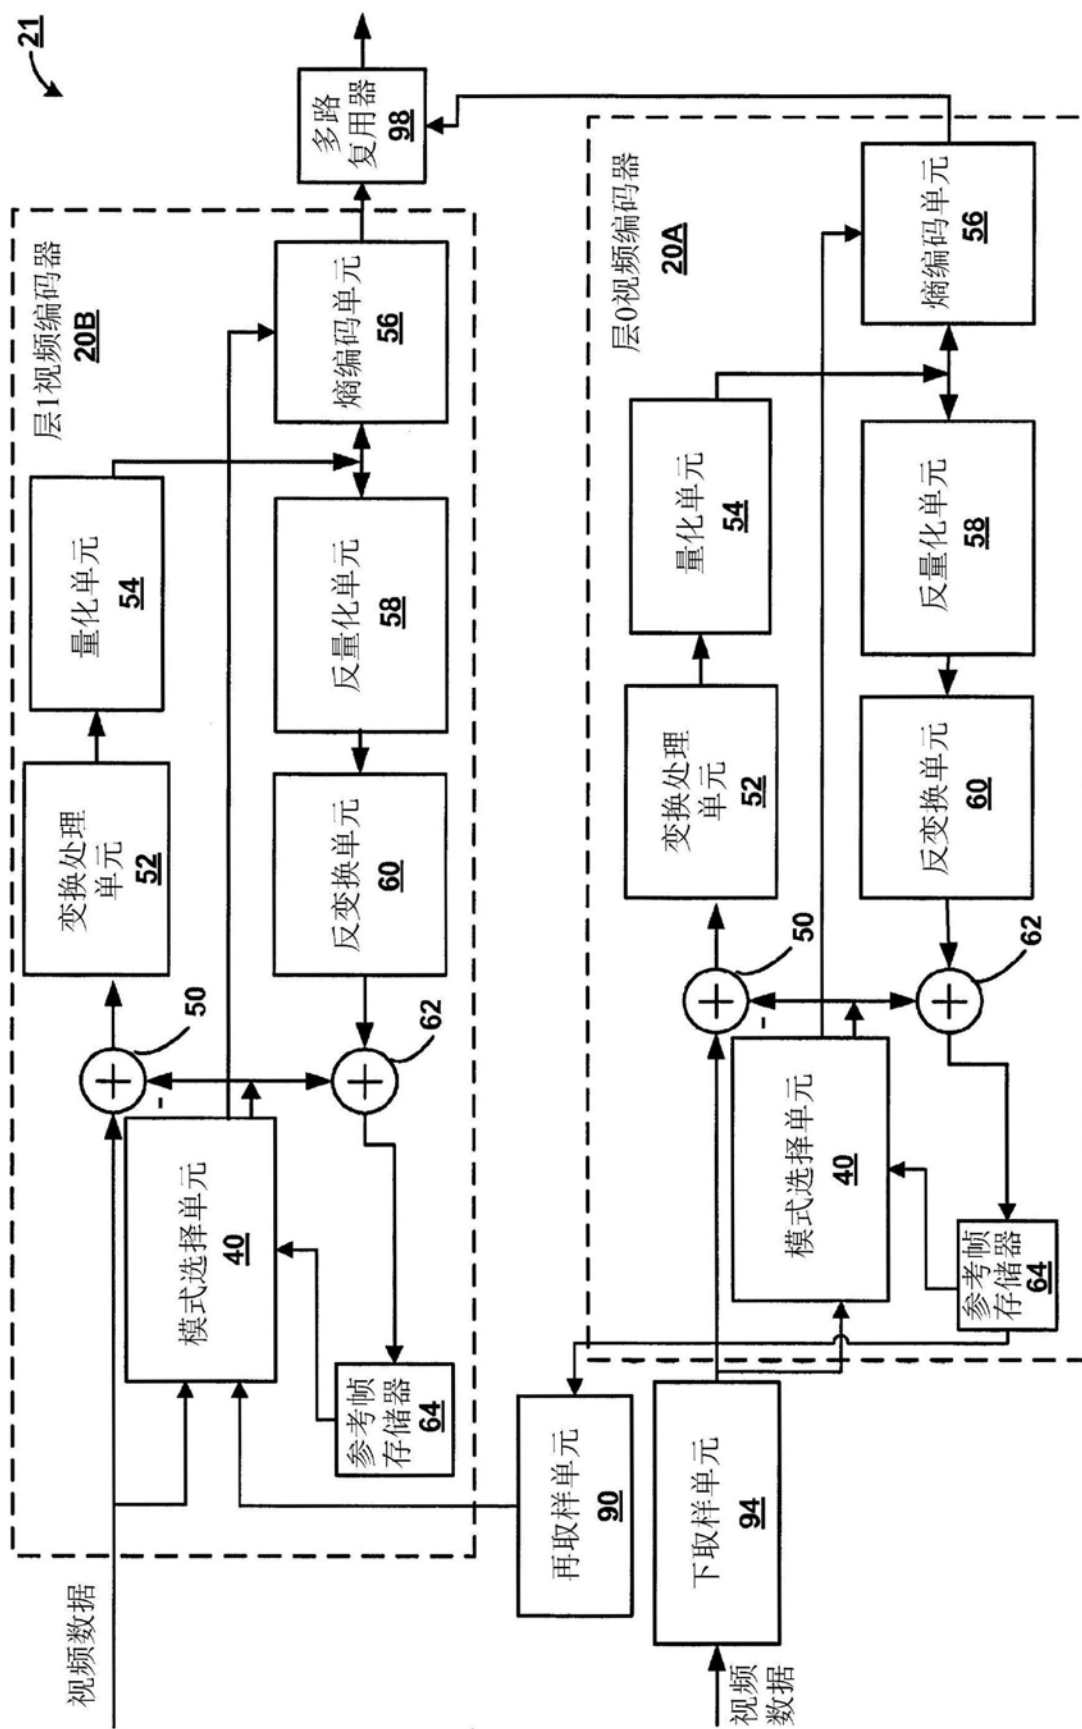 21
多路
复用器
98
层1视频编码器
20B
视频数据
50
变换处理
单元
52
量化单元
54
模式选择单元
40
熵编码单元
56
反量化单元
58
反变换单元
60
62
参考帧
存储器
64
再取样单元
90
下取样单元
94
视频
数据
层0视频编码器
20A
50
变换处理
单元
52
量化单元
54
模式选择单元
40
熵编码单元
56
反量化单元
58
反变换单元
60
62
参考帧
存储器
64